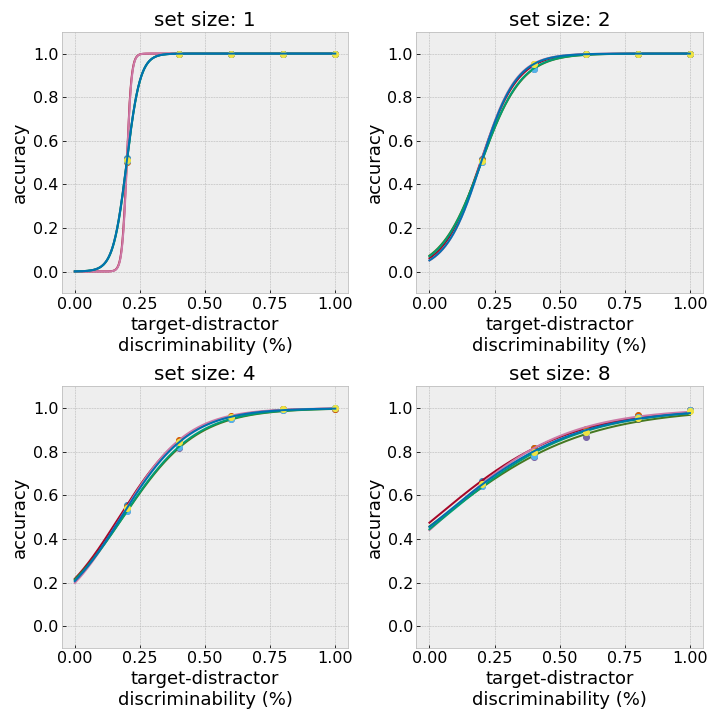 set size: 1
1.0
0.8
0.6
0.4
0.2
0.0
accuracy
0.00 0.25 0.50 0.75 1.00
target-distractor
discriminability (%)
set size: 2
1.0
0.8
0.6
0.4
0.2
0.0
accuracy
0.00 0.25 0.50 0.75 1.00
target-distractor
discriminability (%)
set size: 4
1.0
0.8
0.6
0.4
0.2
0.0
accuracy
0.00 0.25 0.50 0.75 1.00
target-distractor
discriminability (%)
set size: 8
1.0
0.8
0.6
0.4
0.2
0.0
accuracy
0.00 0.25 0.50 0.75 1.00
target-distractor
discriminability (%)